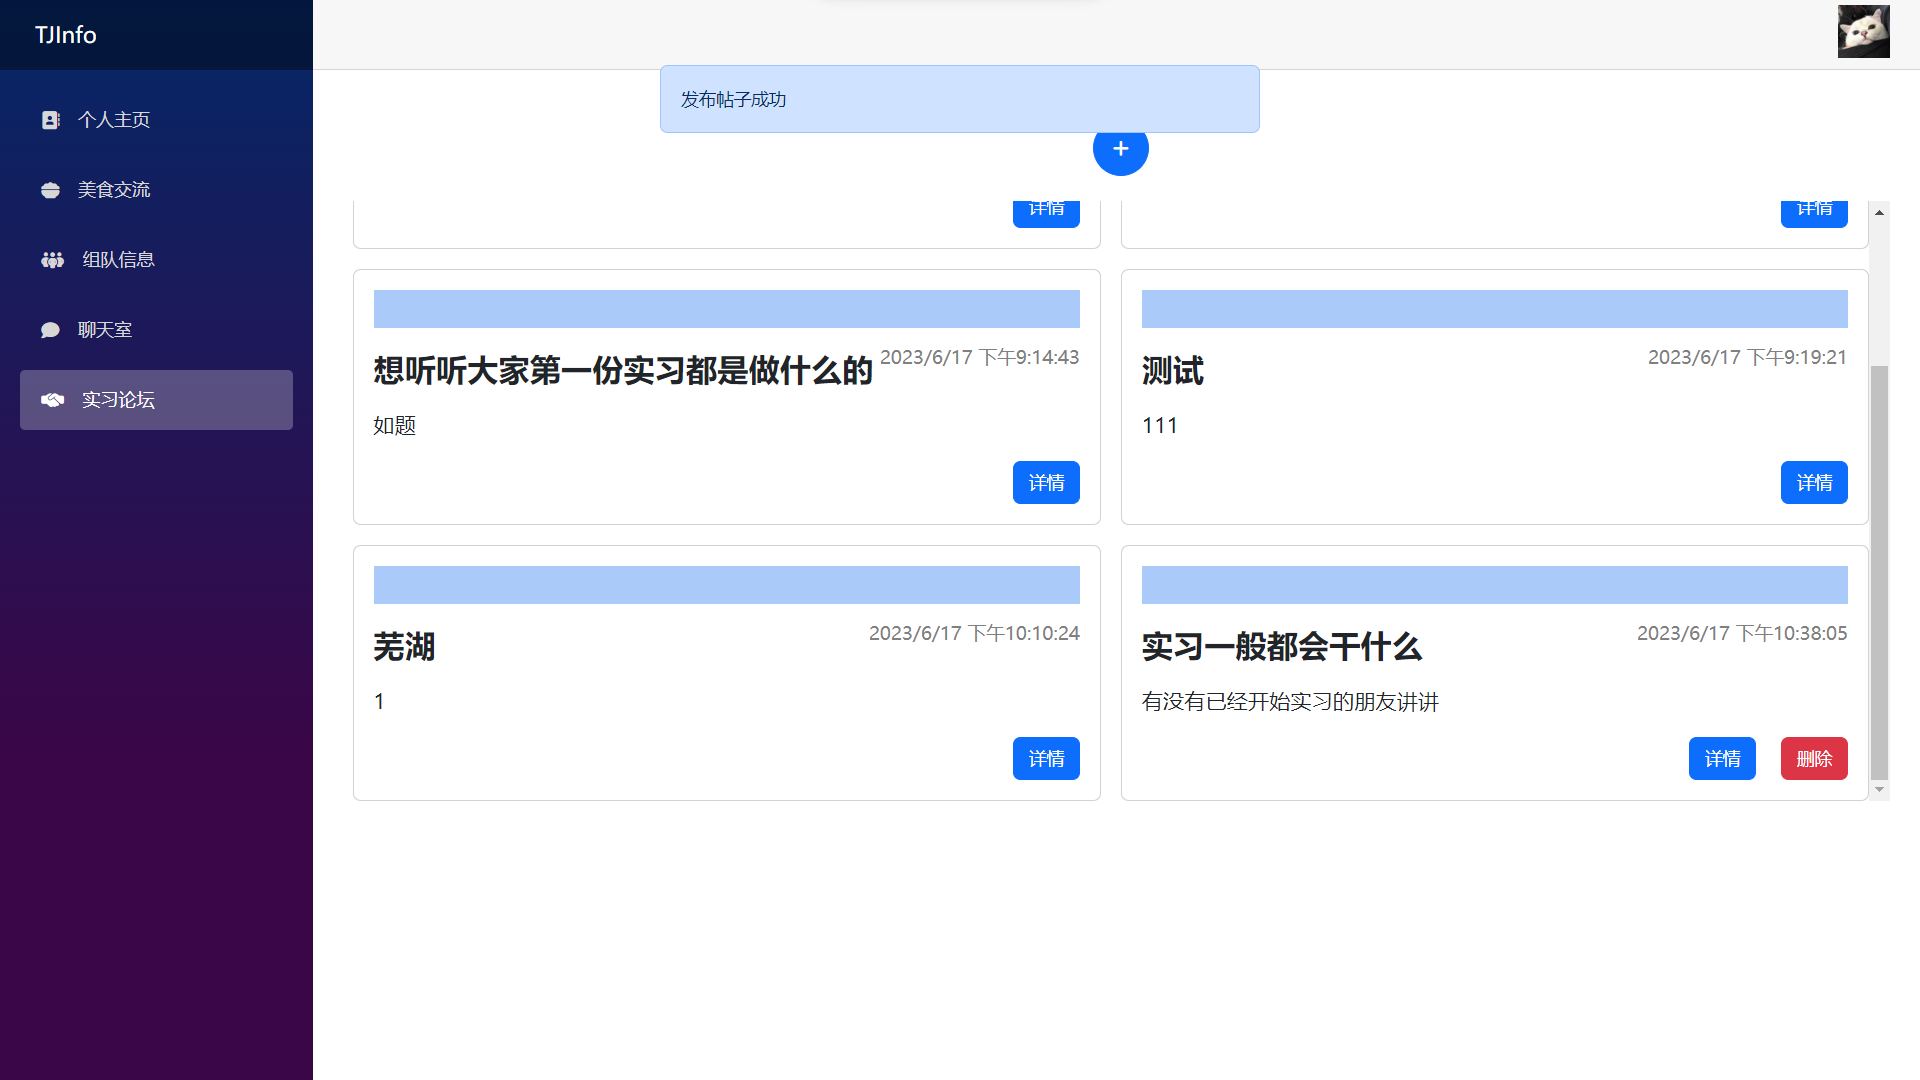 TJInfo
个人主页
美食交流
组队信息
聊天室
实习论坛
发布帖子成功
+
详情
详情
想听听大家第一份实习都是做什么的
2023/6/17 下午9:14:43
如题
详情
测试
2023/6/17 下午9:19:21
111
详情
芜湖
2023/6/17 下午10:10:24
1
详情
实习一般都会干什么
2023/6/17 下午10:38:05
有没有已经开始实习的朋友讲讲
详情
删除